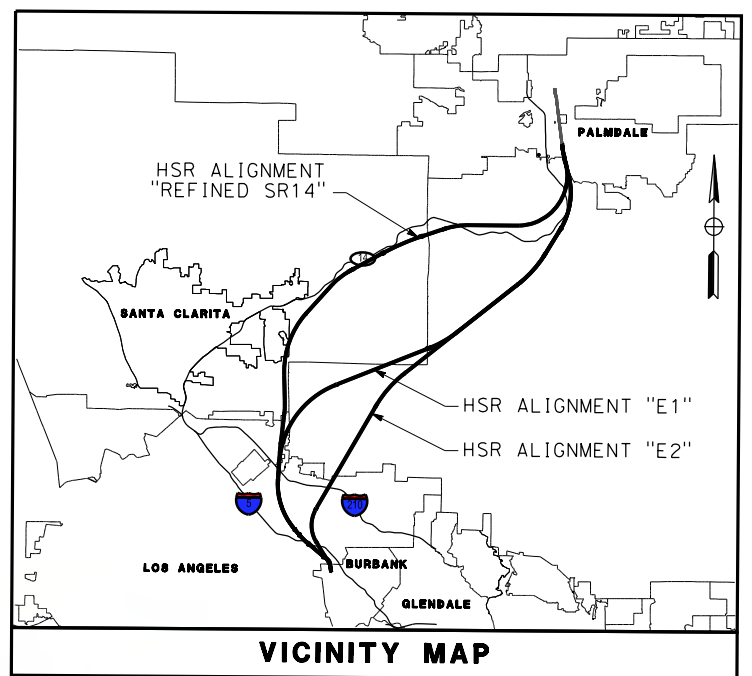 PALMDALE
HSR ALIGNMENT
"REFINED SR14"
14
SANTA CLARITA
HSR ALIGNMENT "E1"
HSR ALIGNMENT "E2"
5
210
LOS ANGELES
BURBANK
GLENDALE
VICINITY MAP